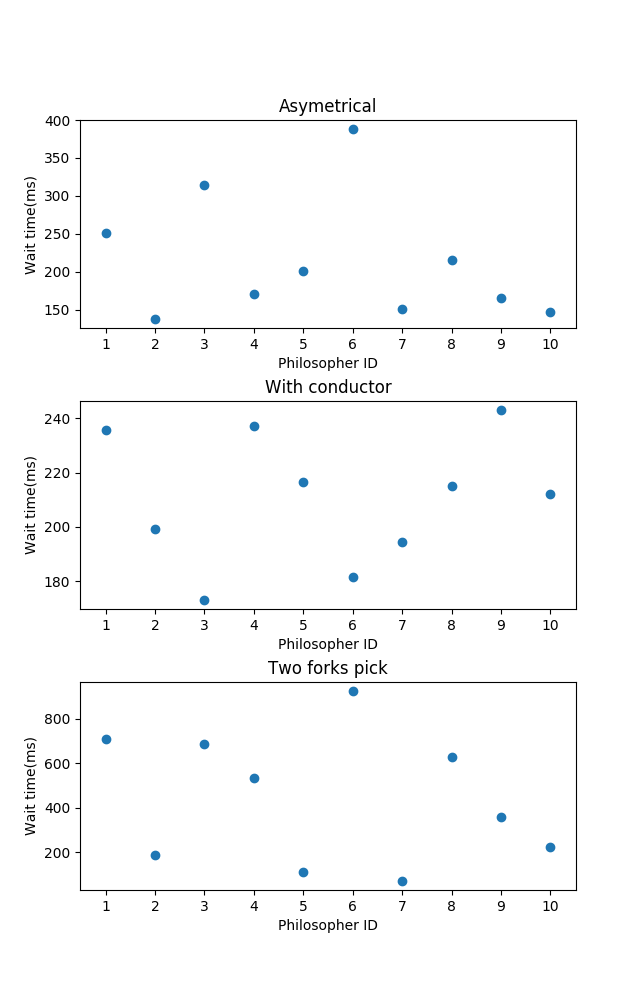 Asymetrical
400
350
300
250
200
150
Wait time(ms)
1 2 3 4 5 6 7 8 9 10
Philosopher ID
With conductor
240
220
200
180
Wait time(ms)
1 2 3 4 5 6 7 8 9 10
Philosopher ID
Two forks pick
800
600
400
200
Wait time(ms)
1 2 3 4 5 6 7 8 9 10
Philosopher ID